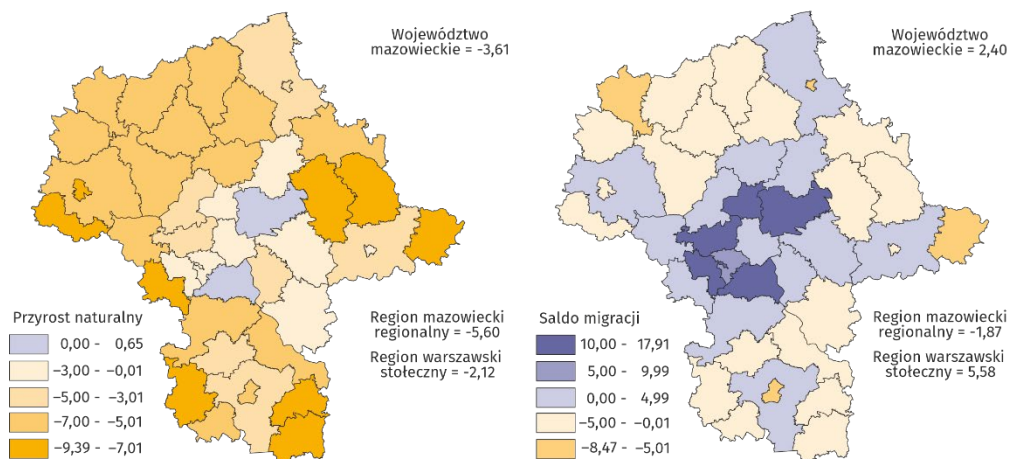 Województwo
mazowieckie = -3,61
Przyrost naturalny
0,00 - 0,65
−3,00 - −0,01
−5,00 - −3,01
−7,00 - −5,01
−9,39 - −7,01
Region mazowiecki
regionalny = -5,60
Region warszawski
stołeczny = -2,12
Województwo
mazowieckie = 2,40
Saldo migracji
10,00 - 17,91
5,00 - 9,99
0,00 - 4,99
−5,00 - −0,01
−8,47 - −5,01
Region mazowiecki
regionalny = -1,87
Region warszawski
stołeczny = 5,58